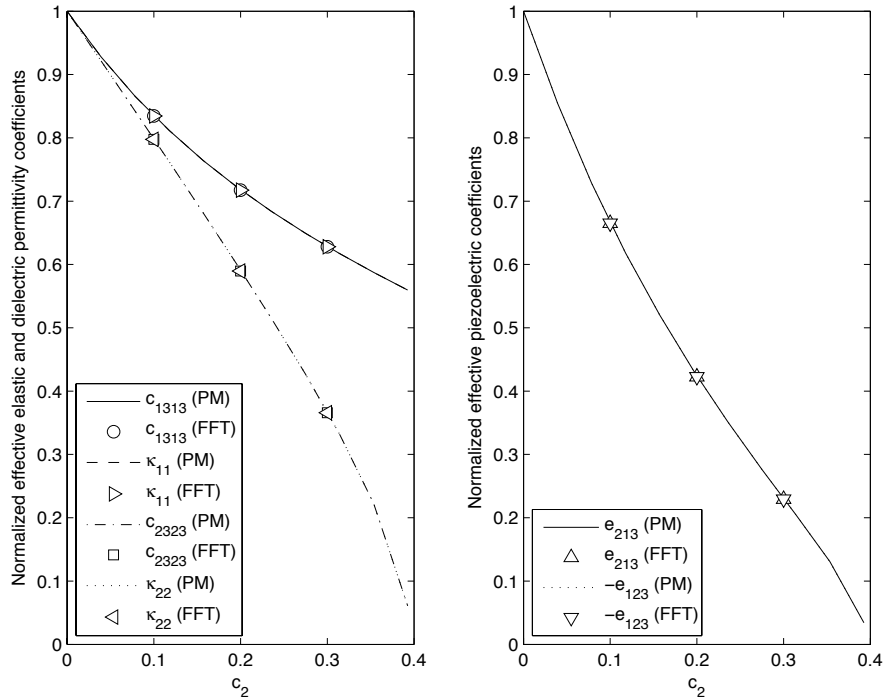 Normalized effective elastic and dielectric permittivity coefficients
1
0.9
0.8
0.7
0.6
0.5
0.4
0.3
0.2
0.1
0
c₁₃₁₃ (PM)
c₁₃₁₃ (FFT)
κ₁₁ (PM)
κ₁₁ (FFT)
c₂₃₂₃ (PM)
c₂₃₂₃ (FFT)
κ₂₂ (PM)
κ₂₂ (FFT)
0 0.1 0.2 0.3 0.4
c₂
Normalized effective piezoelectric coefficients
1
0.9
0.8
0.7
0.6
0.5
0.4
0.3
0.2
0.1
0
e₂₁₃ (PM)
e₂₁₃ (FFT)
−e₁₂₃ (PM)
−e₁₂₃ (FFT)
0 0.1 0.2 0.3 0.4
c₂